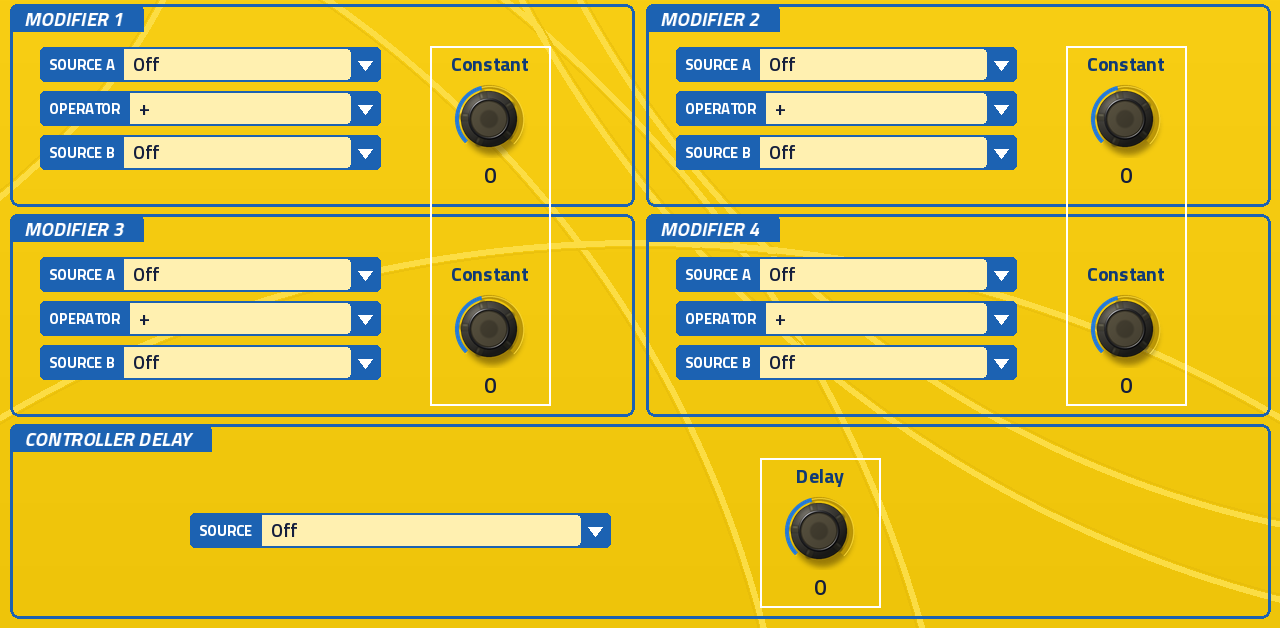 MODIFIER 1
SOURCE A Off
OPERATOR +
SOURCE B Off
Constant
0
MODIFIER 2
SOURCE A Off
OPERATOR +
SOURCE B Off
Constant
0
MODIFIER 3
SOURCE A Off
OPERATOR +
SOURCE B Off
Constant
0
MODIFIER 4
SOURCE A Off
OPERATOR +
SOURCE B Off
Constant
0
CONTROLLER DELAY
SOURCE Off
Delay
0